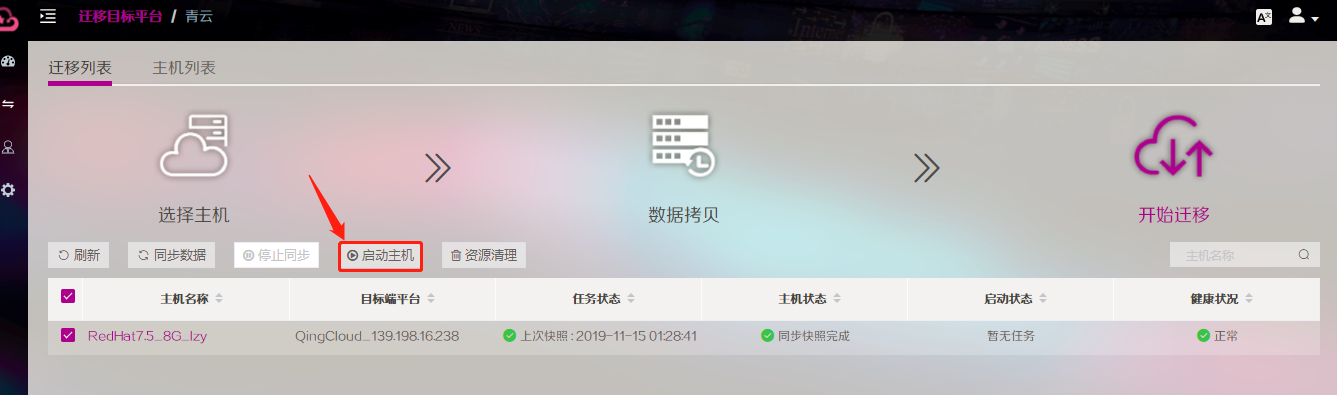 迁移目标平台 / 青云
迁移列表 主机列表
选择主机 数据拷贝 开始迁移
刷新 同步数据 停止同步 启动主机 资源清理 主机名称
主机名称 目标端平台 任务状态 主机状态 启动状态 健康状况
RedHat7.5_8G_lzy QingCloud_139.198.16.238 上次快照 : 2019-11-15 01:28:41 同步快照完成 暂无任务 正常